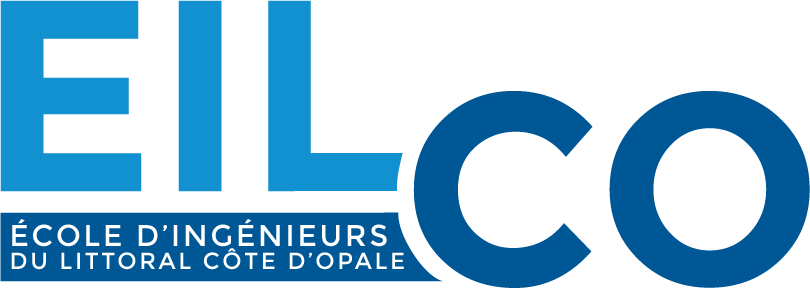 EILCO
ÉCOLE D'INGÉNIEURS
DU LITTORAL CÔTE D'OPALE